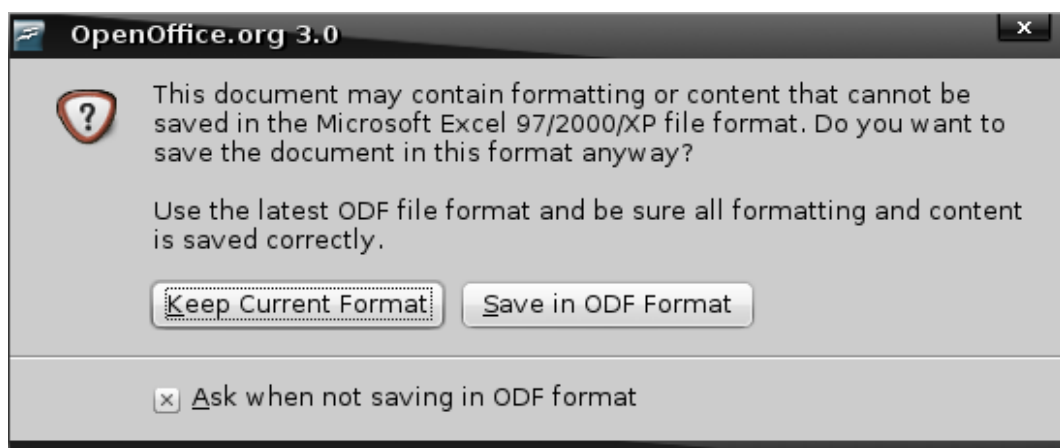 OpenOffice.org 3.0
This document may contain formatting or content that cannot be
saved in the Microsoft Excel 97/2000/XP file format. Do you want to
save the document in this format anyway?
Use the latest ODF file format and be sure all formatting and content
is saved correctly.
Keep Current Format Save in ODF Format
Ask when not saving in ODF format